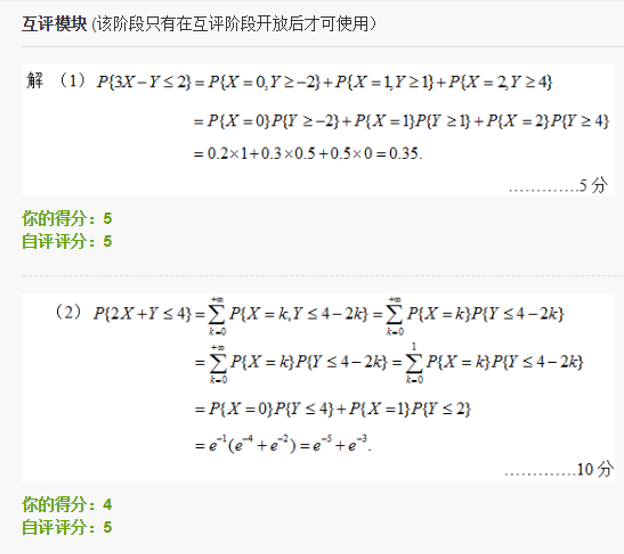 互评模块 (该阶段只有在互评阶段开放后才可使用)
解 (1) P{3X−Y≤2}=P{X=0,Y≥−2}+P{X=1,Y≥1}+P{X=2,Y≥4}
=P{X=0}P{Y≥−2}+P{X=1}P{Y≥1}+P{X=2}P{Y≥4}
=0.2×1+0.3×0.5+0.5×0=0.35.
.............5 分
你的得分：5
自评评分：5
(2) P{2X+Y≤4}=∑_{k=0}^{+∞}P{X=k,Y≤4−2k}=∑_{k=0}^{+∞}P{X=k}P{Y≤4−2k}
=∑_{k=0}^{+∞}P{X=k}P{Y≤4−2k}=∑_{k=0}^{1}P{X=k}P{Y≤4−2k}
=P{X=0}P{Y≤4}+P{X=1}P{Y≤2}
=e^{-1}(e^{-4}+e^{-2})=e^{-5}+e^{-3}.
.............10 分
你的得分：4
自评评分：5